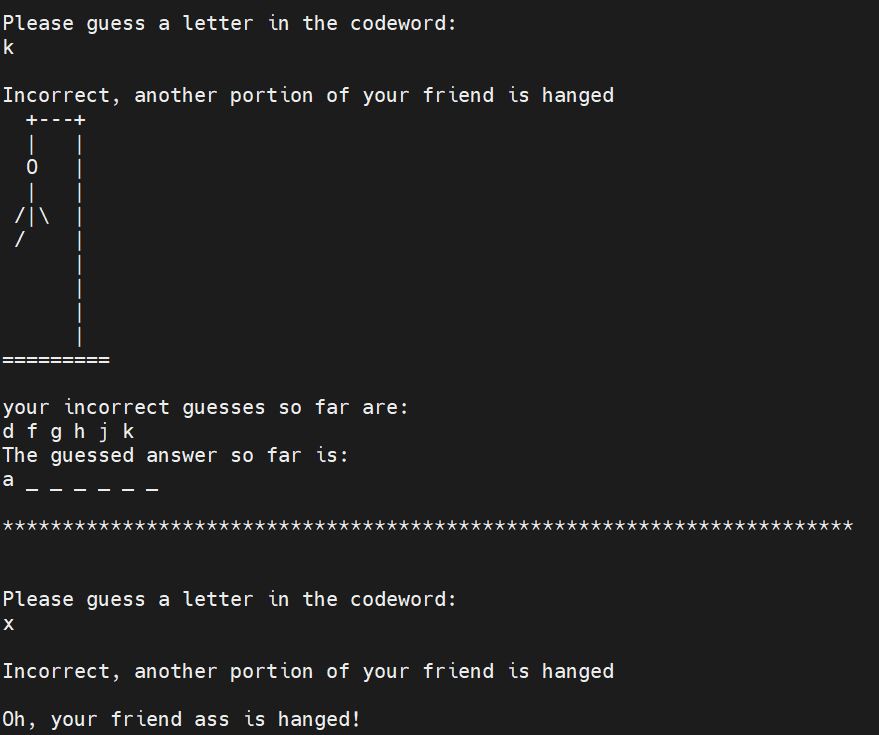 Please guess a letter in the codeword:
k
Incorrect, another portion of your friend is hanged
  +---+
  |   |
  O   |
  |   |
 /|\  |
 /    |
      |
      |
      |
      |
=========
your incorrect guesses so far are:
d f g h j k
The guessed answer so far is:
a _ _ _ _ _ _
***********************************************************************
Please guess a letter in the codeword:
x
Incorrect, another portion of your friend is hanged
Oh, your friend ass is hanged!